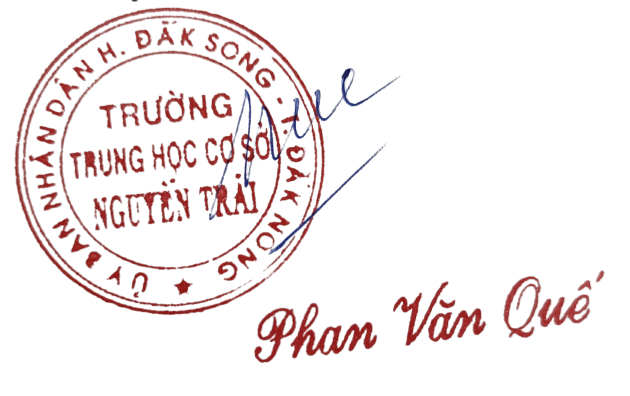 ỦY BAN NHÂN DÂN H. ĐĂK SONG - T. ĐĂK NÔNG
TRƯỜNG
TRUNG HỌC CƠ SỞ
NGUYỄN TRÃI
Phan Văn Quế